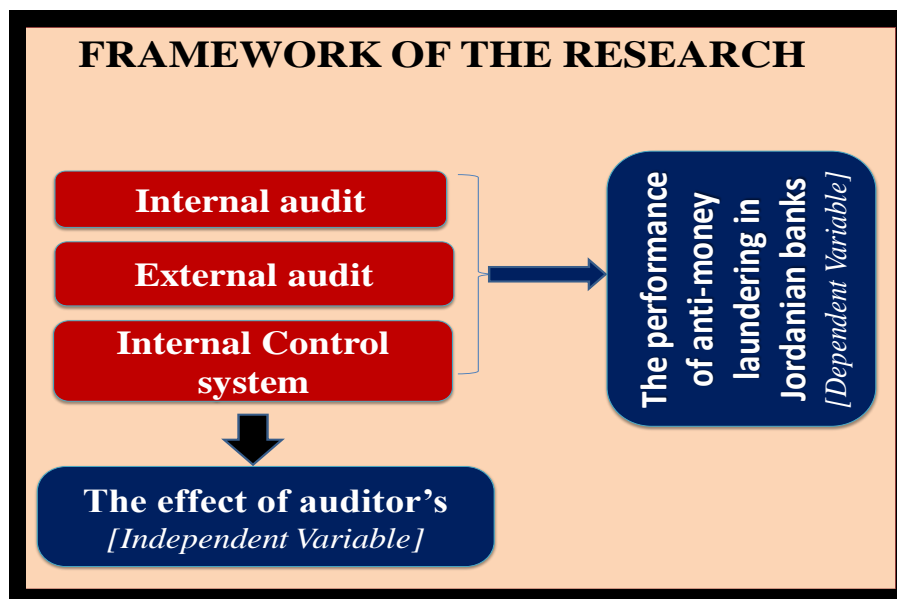 FRAMEWORK OF THE RESEARCH
Internal audit
External audit
Internal Control
system
The effect of auditor’s
[Independent Variable]
The performance
of anti-money
laundering in
Jordanian banks
[Dependent Variable]